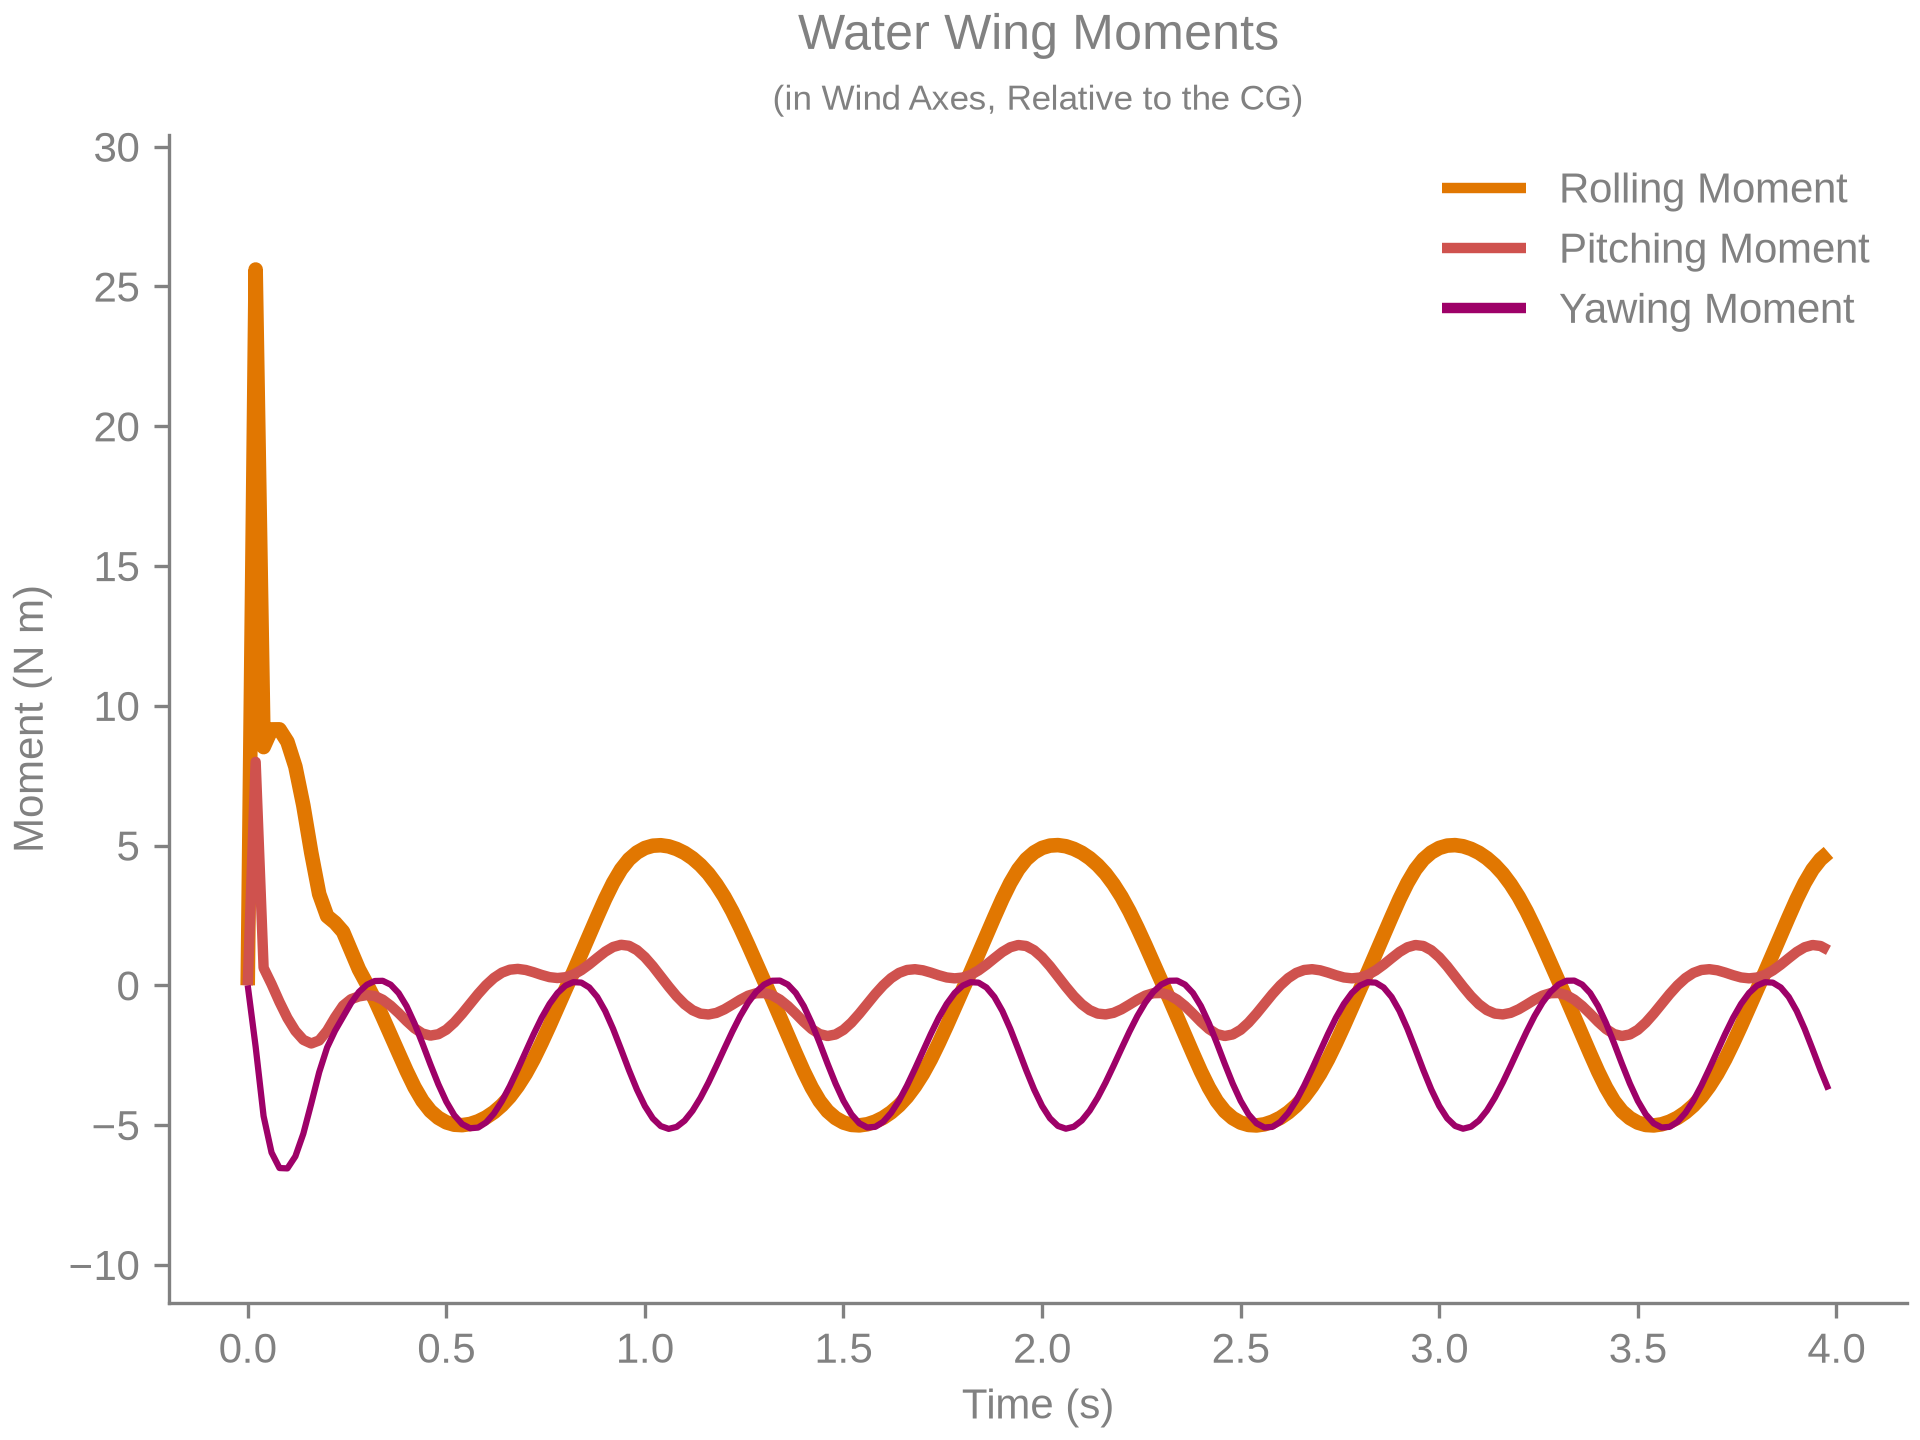 Water Wing Moments
(in Wind Axes, Relative to the CG)
Rolling Moment
Pitching Moment
Yawing Moment
Moment (N m)
30
25
20
15
10
5
0
−5
−10
0.0 0.5 1.0 1.5 2.0 2.5 3.0 3.5 4.0
Time (s)